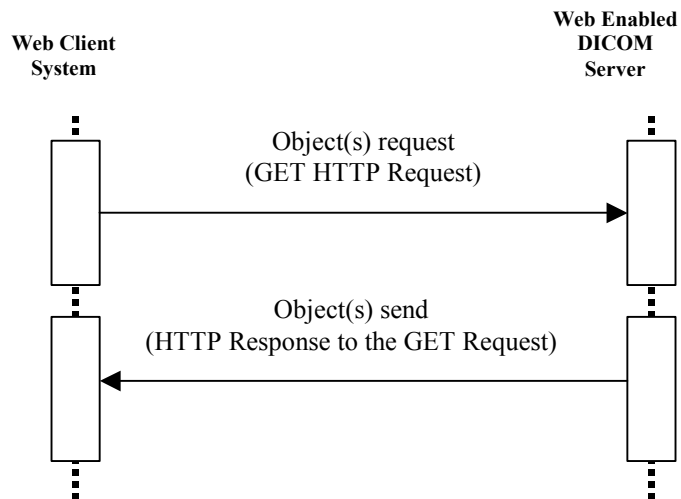 Web Client
System
Web Enabled
DICOM
Server
Object(s) request
(GET HTTP Request)
Object(s) send
(HTTP Response to the GET Request)